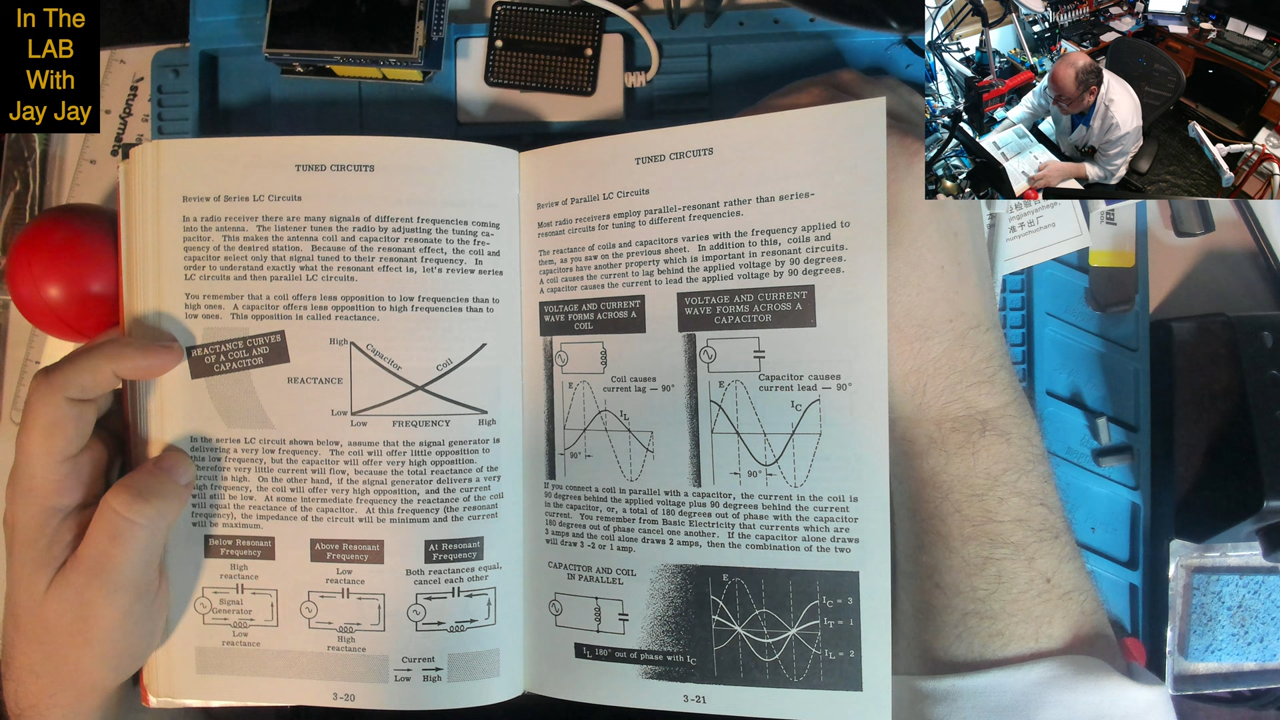 In The
LAB
With
Jay Jay
studymate
jingjianyanhege,
准予出厂
nunyuchuchang
TUNED CIRCUITS
Review of Series LC Circuits
In a radio receiver there are many signals of different frequencies coming
into the antenna. The listener tunes the radio by adjusting the tuning ca-
pacitor. This makes the antenna coil and capacitor resonate to the fre-
quency of the desired station. Because of the resonant effect, the coil and
capacitor select only that signal tuned to their resonant frequency. In
order to understand exactly what the resonant effect is, let's review series
LC circuits and then parallel LC circuits.
You remember that a coil offers less opposition to low frequencies than to
high ones. A capacitor offers less opposition to high frequencies than to
low ones. This opposition is called reactance.
REACTANCE CURVES
OF A COIL AND
CAPACITOR
High
Capacitor
Coil
REACTANCE
Low
Low
FREQUENCY
High
In the series LC circuit shown below, assume that the signal generator is
delivering a very low frequency. The coil will offer little opposition to
this low frequency, but the capacitor will offer very high opposition.
Therefore very little current will flow, because the total reactance of the
circuit is high. On the other hand, if the signal generator delivers a very
high frequency, the coil will offer very high opposition, and the current
will still be low. At some intermediate frequency the reactance of the coil
will equal the reactance of the capacitor. At this frequency (the resonant
frequency), the impedance of the circuit will be minimum and the current
will be maximum.
Below Resonant
Frequency
High
reactance
Signal
Generator
Low
reactance
Above Resonant
Frequency
Low
reactance
High
reactance
At Resonant
Frequency
Both reactances equal,
cancel each other
Current
Low High
3-20
TUNED CIRCUITS
Review of Parallel LC Circuits
Most radio receivers employ parallel-resonant rather than series-
resonant circuits for tuning to different frequencies.
The reactance of coils and capacitors varies with the frequency applied to
them, as you saw on the previous sheet. In addition to this, coils and
capacitors have another property which is important in resonant circuits.
A coil causes the current to lag behind the applied voltage by 90 degrees.
A capacitor causes the current to lead the applied voltage by 90 degrees.
VOLTAGE AND CURRENT
WAVE FORMS ACROSS A
COIL
Coil causes
current lag — 90°
E
IL
90°
VOLTAGE AND CURRENT
WAVE FORMS ACROSS A
CAPACITOR
Capacitor causes
current lead — 90°
E
IC
90°
If you connect a coil in parallel with a capacitor, the current in the coil is
90 degrees behind the applied voltage plus 90 degrees behind the current
in the capacitor, or, a total of 180 degrees out of phase with the capacitor
current. You remember from Basic Electricity that currents which are
180 degrees out of phase cancel one another. If the capacitor alone draws
3 amps and the coil alone draws 2 amps, then the combination of the two
will draw 3 -2 or 1 amp.
CAPACITOR AND COIL
IN PARALLEL
IL 180° out of phase with IC
E
IC = 3
IT = 1
IL = 2
3-21